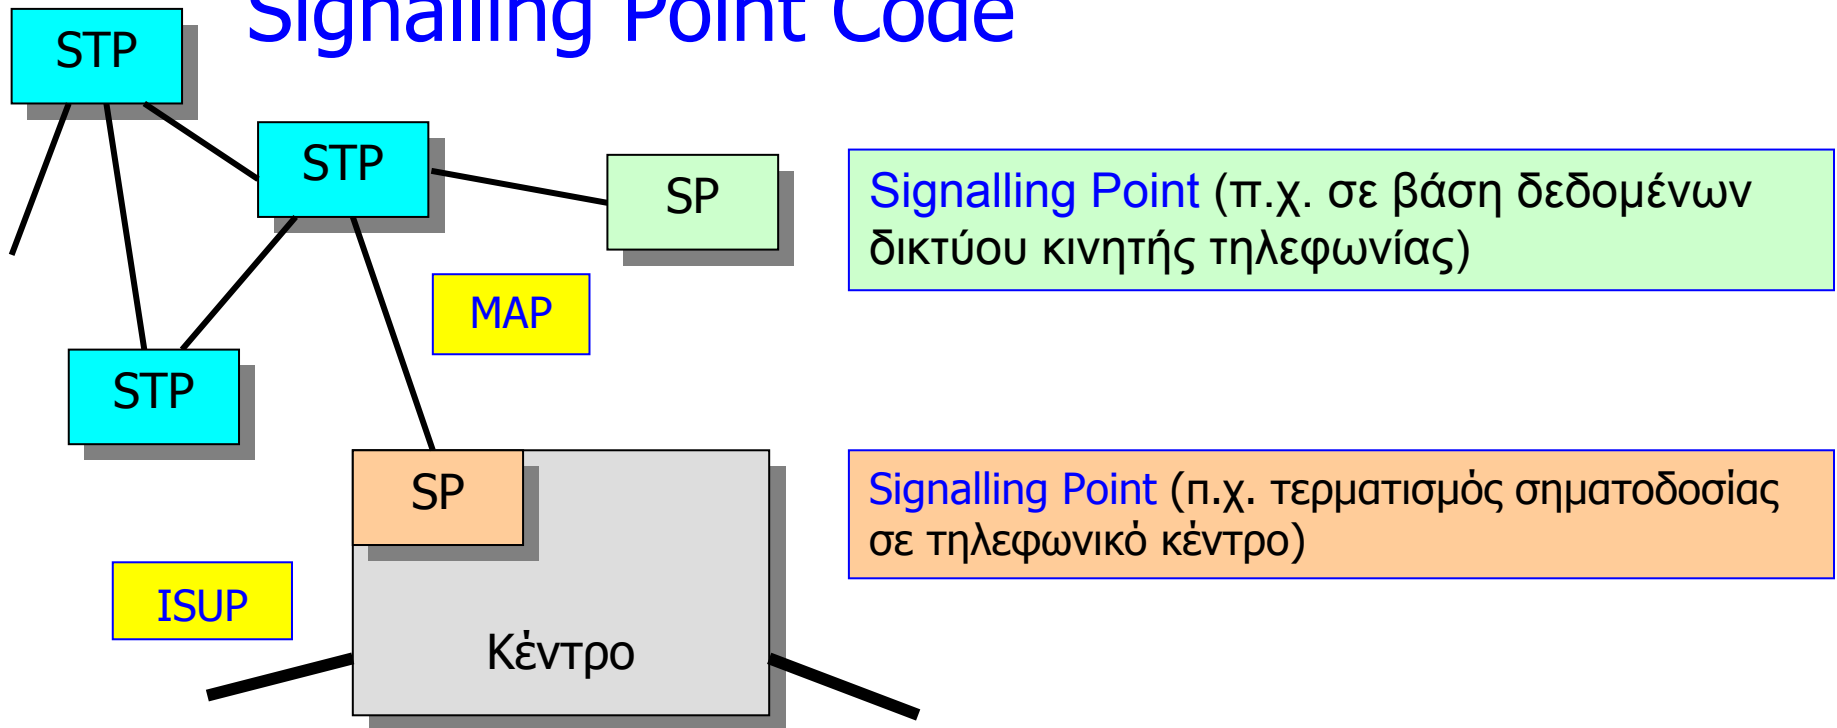 Signalling Point Code
STP
STP
SP
Signalling Point (π.χ. σε βάση δεδομένων
δικτύου κινητής τηλεφωνίας)
MAP
STP
SP
Signalling Point (π.χ. τερματισμός σηματοδοσίας
σε τηλεφωνικό κέντρο)
ISUP
Κέντρο